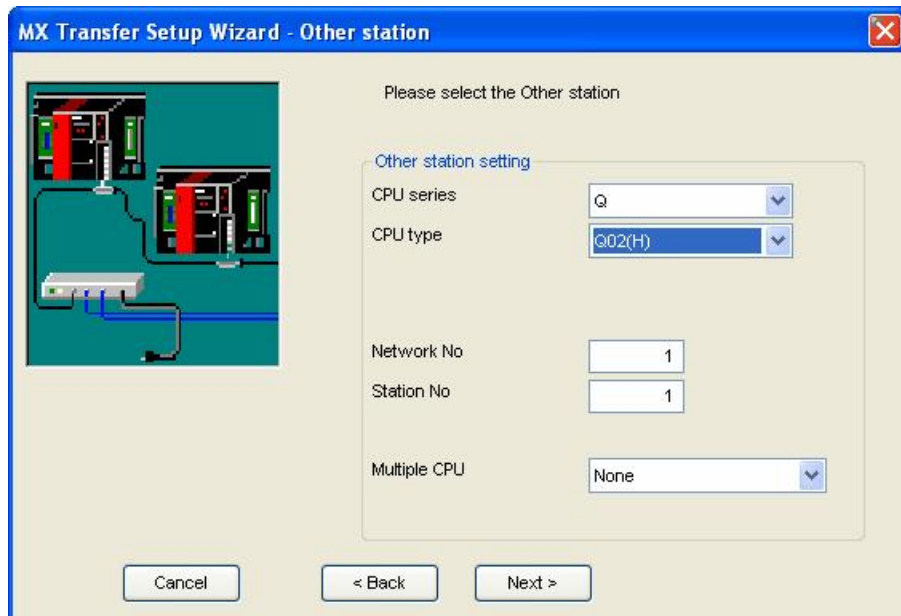 MX Transfer Setup Wizard - Other station
Please select the Other station
Other station setting
CPU series
Q
CPU type
Q02(H)
Network No
1
Station No
1
Multiple CPU
None
Cancel
< Back
Next >